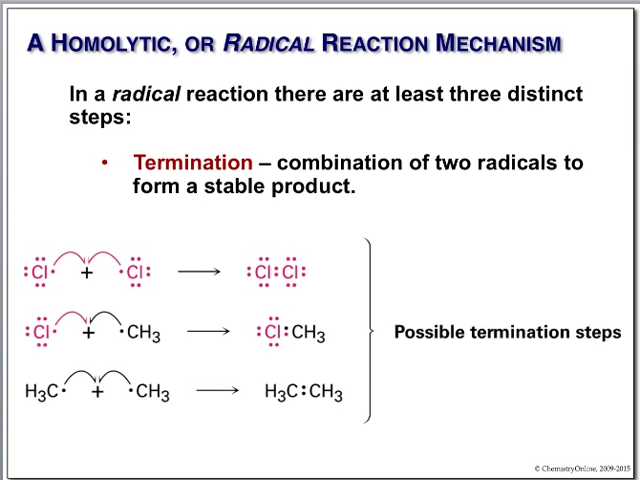 A HOMOLYTIC, OR RADICAL REACTION MECHANISM
In a radical reaction there are at least three distinct
steps:
• Termination – combination of two radicals to
form a stable product.
:Cl· + ·Cl: ⟶ :Cl:Cl:
:Cl· + ·CH₃ ⟶ :Cl:CH₃
Possible termination steps
H₃C· + ·CH₃ ⟶ H₃C:CH₃
© ChemistryOnline, 2009-2015